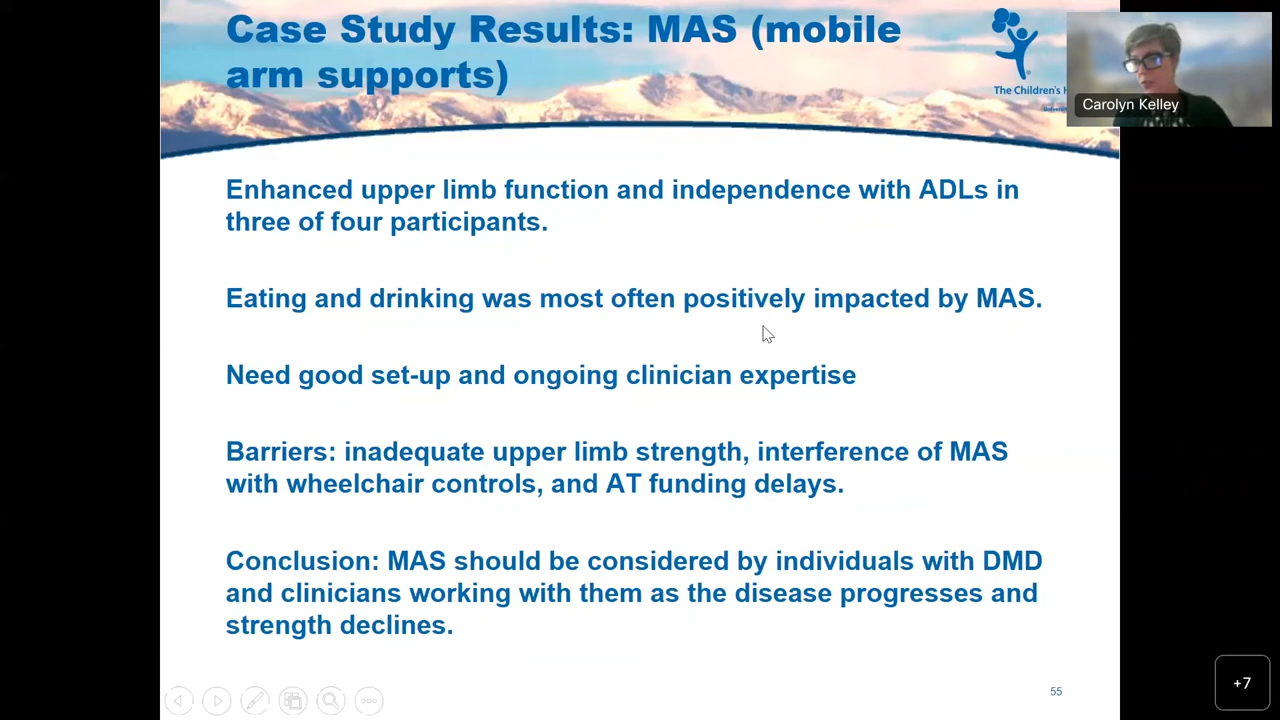 Case Study Results: MAS (mobile
arm supports)
The Children's H
Carolyn Kelley
Enhanced upper limb function and independence with ADLs in
three of four participants.
Eating and drinking was most often positively impacted by MAS.
Need good set-up and ongoing clinician expertise
Barriers: inadequate upper limb strength, interference of MAS
with wheelchair controls, and AT funding delays.
Conclusion: MAS should be considered by individuals with DMD
and clinicians working with them as the disease progresses and
strength declines.
55
+7